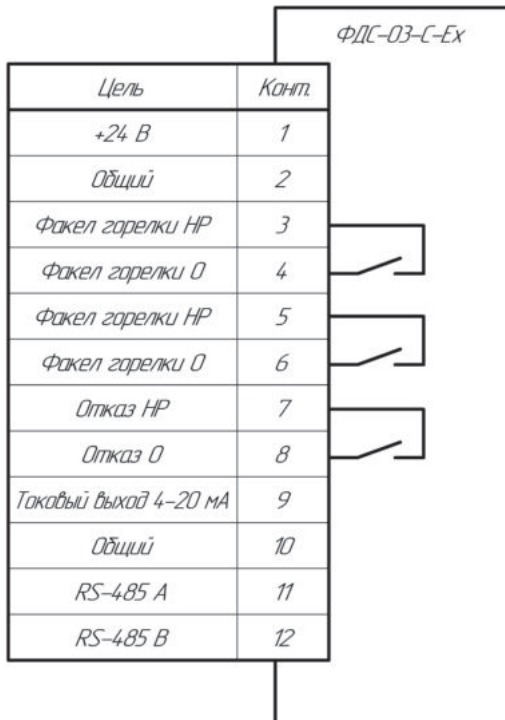 ФДС-03-С-Ex
Цель Конт.
+24 В 1
Общий 2
Факел горелки НР 3
Факел горелки О 4
Факел горелки НР 5
Факел горелки О 6
Отказ НР 7
Отказ О 8
Токовый выход 4-20 мА 9
Общий 10
RS-485 A 11
RS-485 B 12